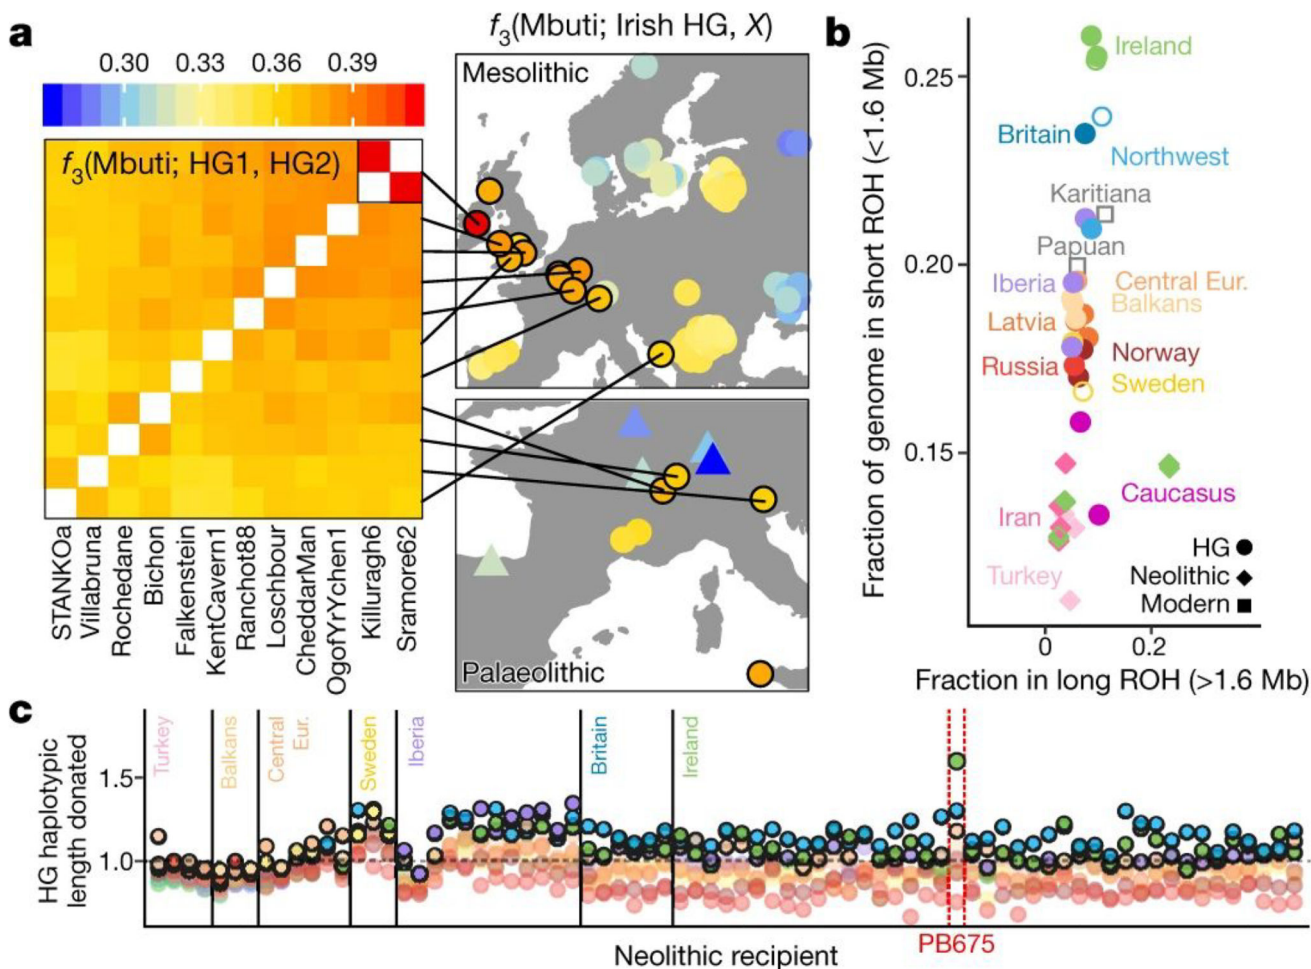 a
f3(Mbuti; Irish HG, X)
0.30 0.33 0.36 0.39
f3(Mbuti; HG1, HG2)
STANKOa
Villabruna
Rochedane
Bichon
Falkenstein
KentCavern1
Ranchot88
Loschbour
CheddarMan
OgofYrYchen1
Killuragh6
Sramore62
Mesolithic
Palaeolithic
b
Fraction of genome in short ROH (<1.6 Mb)
0.25
0.20
0.15
Ireland
Britain
Northwest
Karitiana
Papuan
Iberia
Central Eur.
Balkans
Latvia
Norway
Russia
Sweden
Caucasus
Iran
Turkey
HG
Neolithic
Modern
0 0.2
Fraction in long ROH (>1.6 Mb)
c
HG haplotypic
length donated
1.5
1.0
Turkey
Balkans
Central
Eur.
Sweden
Iberia
Britain
Ireland
PB675
Neolithic recipient